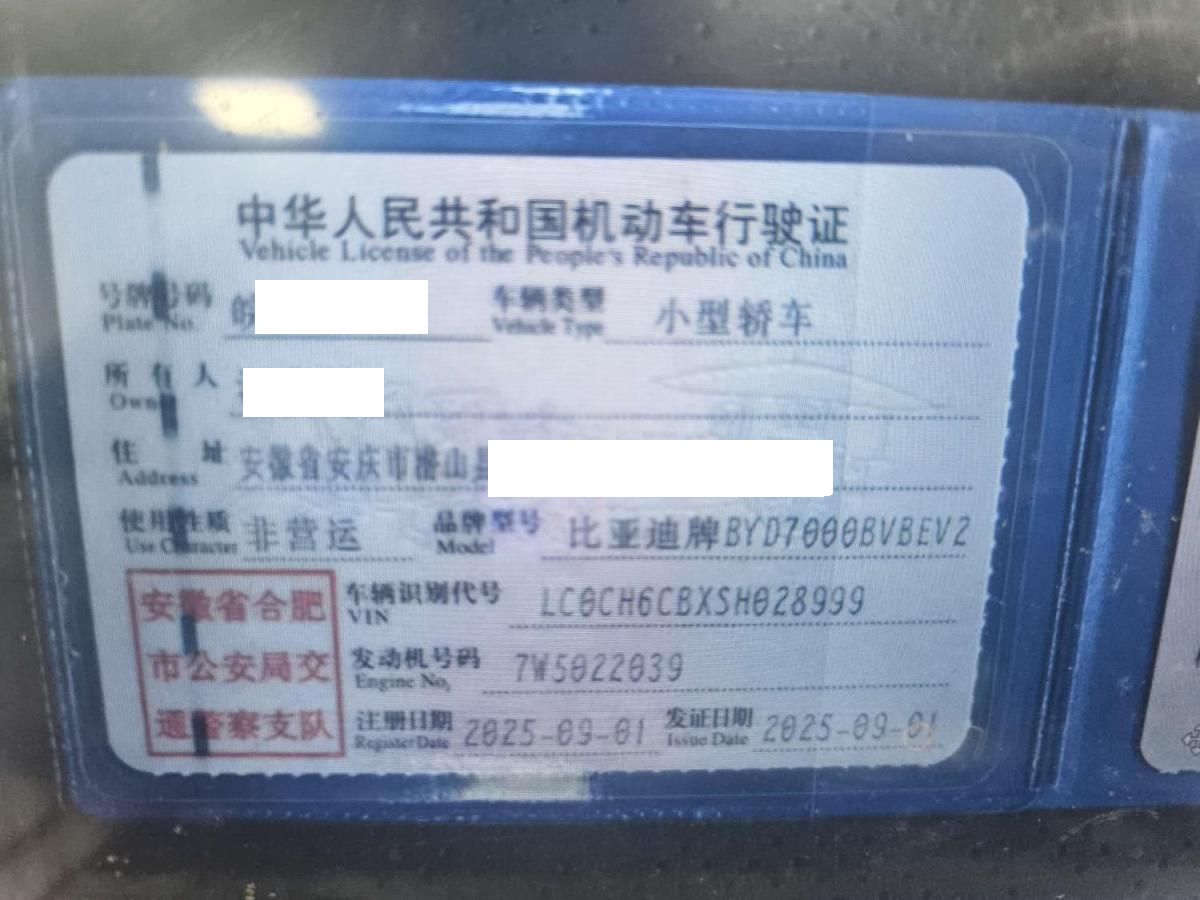 中华人民共和国机动车行驶证
Vehicle License of the People's Republic of China
号牌号码 皖 车辆类型 小型轿车
Plate No. Vehicle Type
所有人
Owner
住址 安徽省安庆市潜山县
Address
使用性质 非营运 品牌型号 比亚迪牌BYD7000BVBEV2
Use Character Model
安徽省合肥市公安局交通警察支队
车辆识别代号 LC0CH6CBXSH028999
VIN
发动机号码 7W5022039
Engine No.
注册日期 2025-09-01 发证日期 2025-09-01
Register Date Issue Date